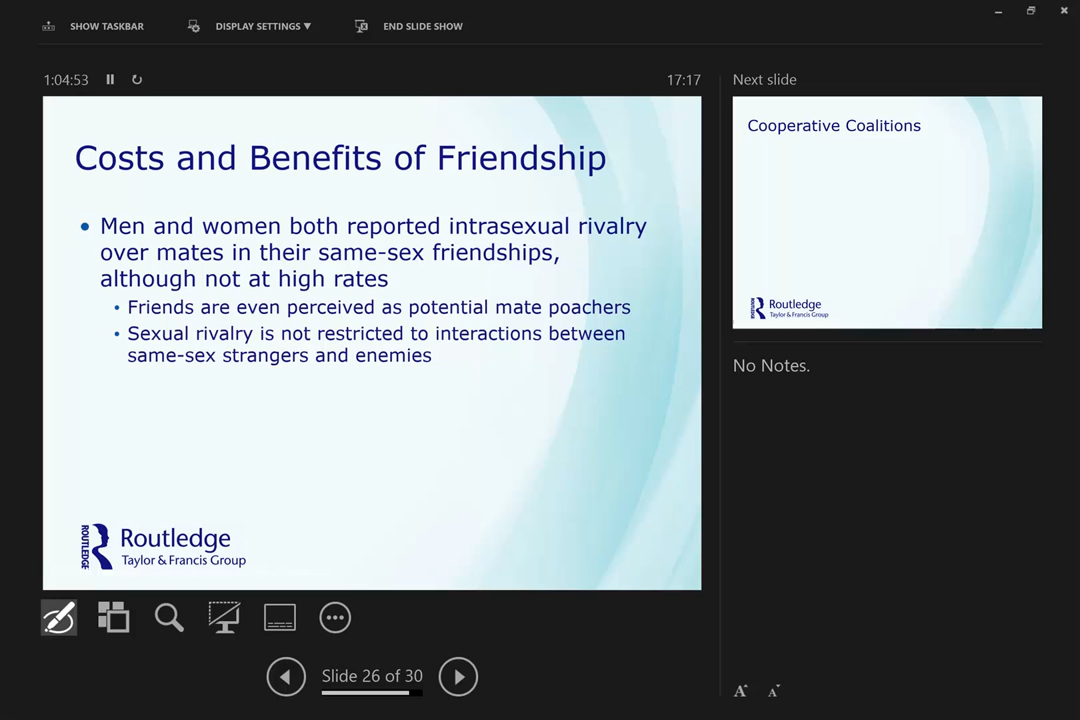 SHOW TASKBAR
DISPLAY SETTINGS ▼
END SLIDE SHOW
1:04:53
17:17
Next slide
Costs and Benefits of Friendship
• Men and women both reported intrasexual rivalry
over mates in their same-sex friendships,
although not at high rates
• Friends are even perceived as potential mate poachers
• Sexual rivalry is not restricted to interactions between
same-sex strangers and enemies
ROUTLEDGE
Routledge
Taylor & Francis Group
Cooperative Coalitions
ROUTLEDGE
Routledge
Taylor & Francis Group
No Notes.
Slide 26 of 30
A A